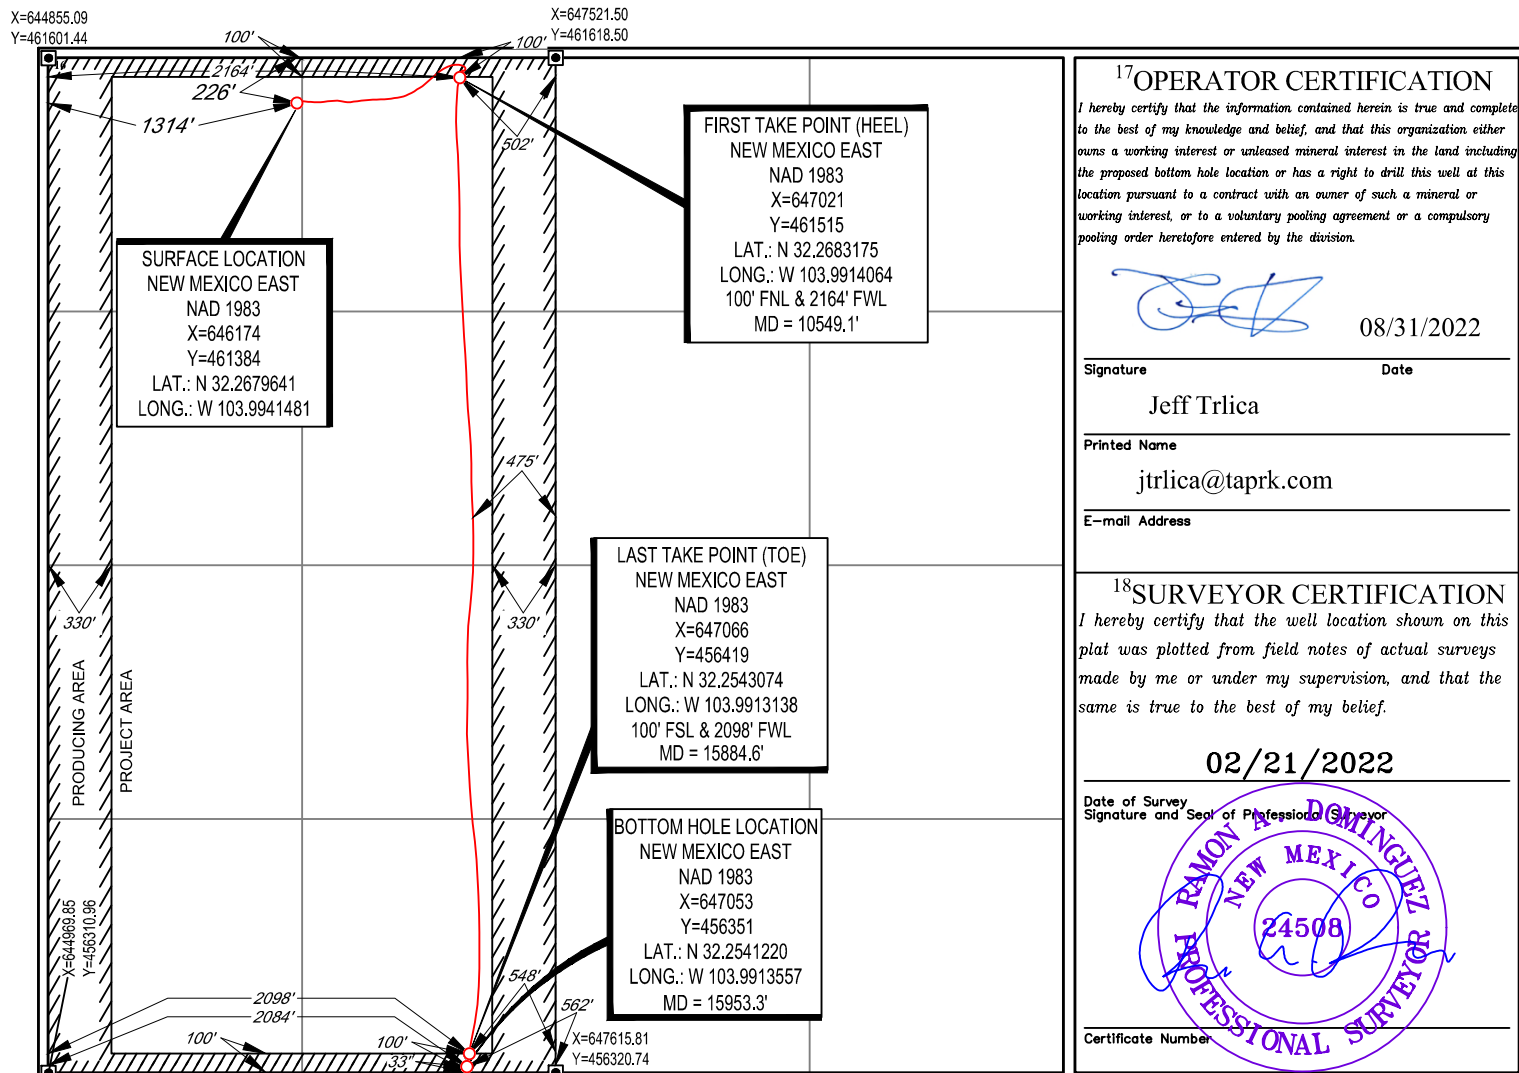 X=644855.09
Y=461601.44
X=647521.50
Y=461618.50
100'
100'
2164'
226'
1314'
502'
FIRST TAKE POINT (HEEL)
NEW MEXICO EAST
NAD 1983
X=647021
Y=461515
LAT.: N 32.2683175
LONG.: W 103.9914064
100' FNL & 2164' FWL
MD = 10549.1'
SURFACE LOCATION
NEW MEXICO EAST
NAD 1983
X=646174
Y=461384
LAT.: N 32.2679641
LONG.: W 103.9941481
475'
330'
330'
PRODUCING AREA
PROJECT AREA
LAST TAKE POINT (TOE)
NEW MEXICO EAST
NAD 1983
X=647066
Y=456419
LAT.: N 32.2543074
LONG.: W 103.9913138
100' FSL & 2098' FWL
MD = 15884.6'
BOTTOM HOLE LOCATION
NEW MEXICO EAST
NAD 1983
X=647053
Y=456351
LAT.: N 32.2541220
LONG.: W 103.9913557
MD = 15953.3'
X=644969.85
Y=456310.96
2098'
2084'
548'
562'
100'
100'
33'
X=647615.81
Y=456320.74
17 OPERATOR CERTIFICATION
I hereby certify that the information contained herein is true and complete
to the best of my knowledge and belief, and that this organization either
owns a working interest or unleased mineral interest in the land including
the proposed bottom hole location or has a right to drill this well at this
location pursuant to a contract with an owner of such a mineral or
working interest, or to a voluntary pooling agreement or a compulsory
pooling order heretofore entered by the division.
08/31/2022
Signature Date
Jeff Trlica
Printed Name
jtrlica@taprk.com
E-mail Address
18 SURVEYOR CERTIFICATION
I hereby certify that the well location shown on this
plat was plotted from field notes of actual surveys
made by me or under my supervision, and that the
same is true to the best of my belief.
02/21/2022
Date of Survey
Signature and Seal of Professional Surveyor
RAMON A. DOMINGUEZ
NEW MEXICO
24508
PROFESSIONAL SURVEYOR
Certificate Number